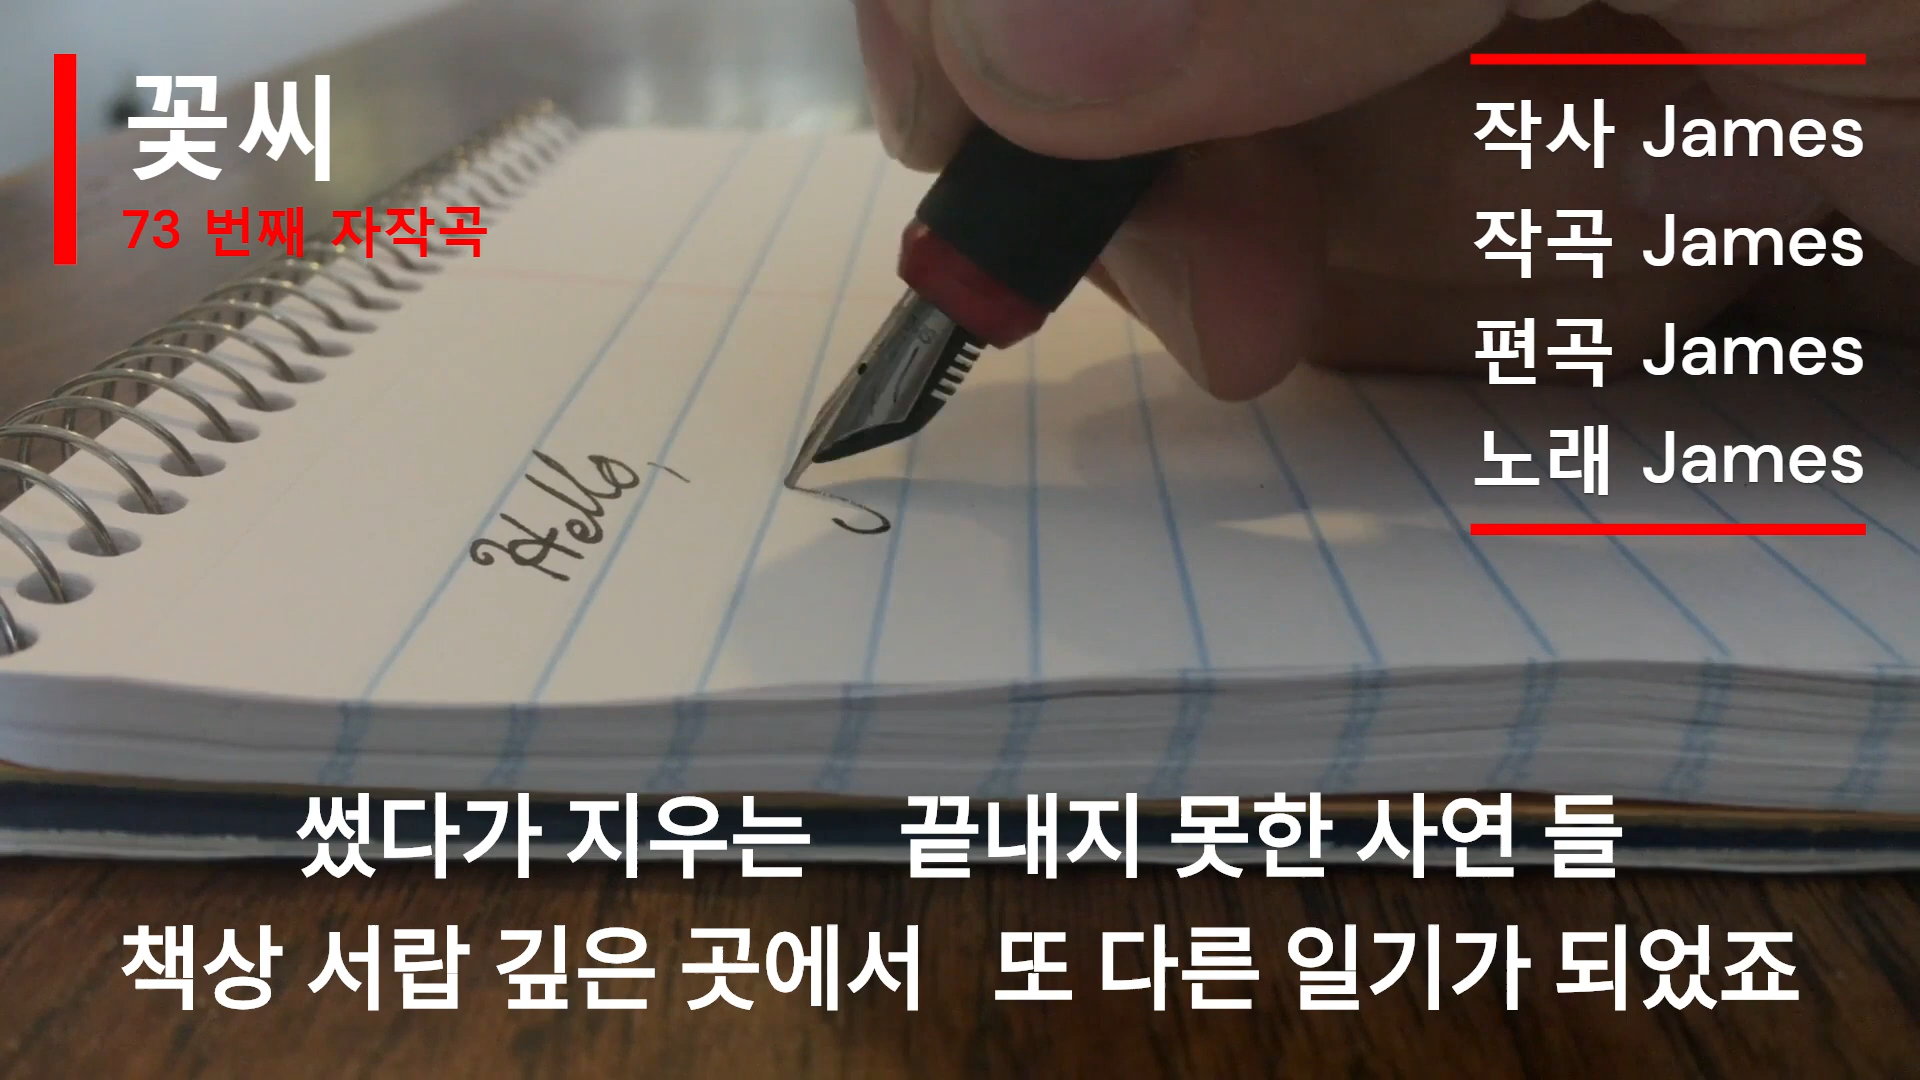 꽃씨
73 번째 자작곡
작사 James
작곡 James
편곡 James
노래 James
Hello,
썼다가 지우는 끝내지 못한 사연 들
책상 서랍 깊은 곳에서 또 다른 일기가 되었죠